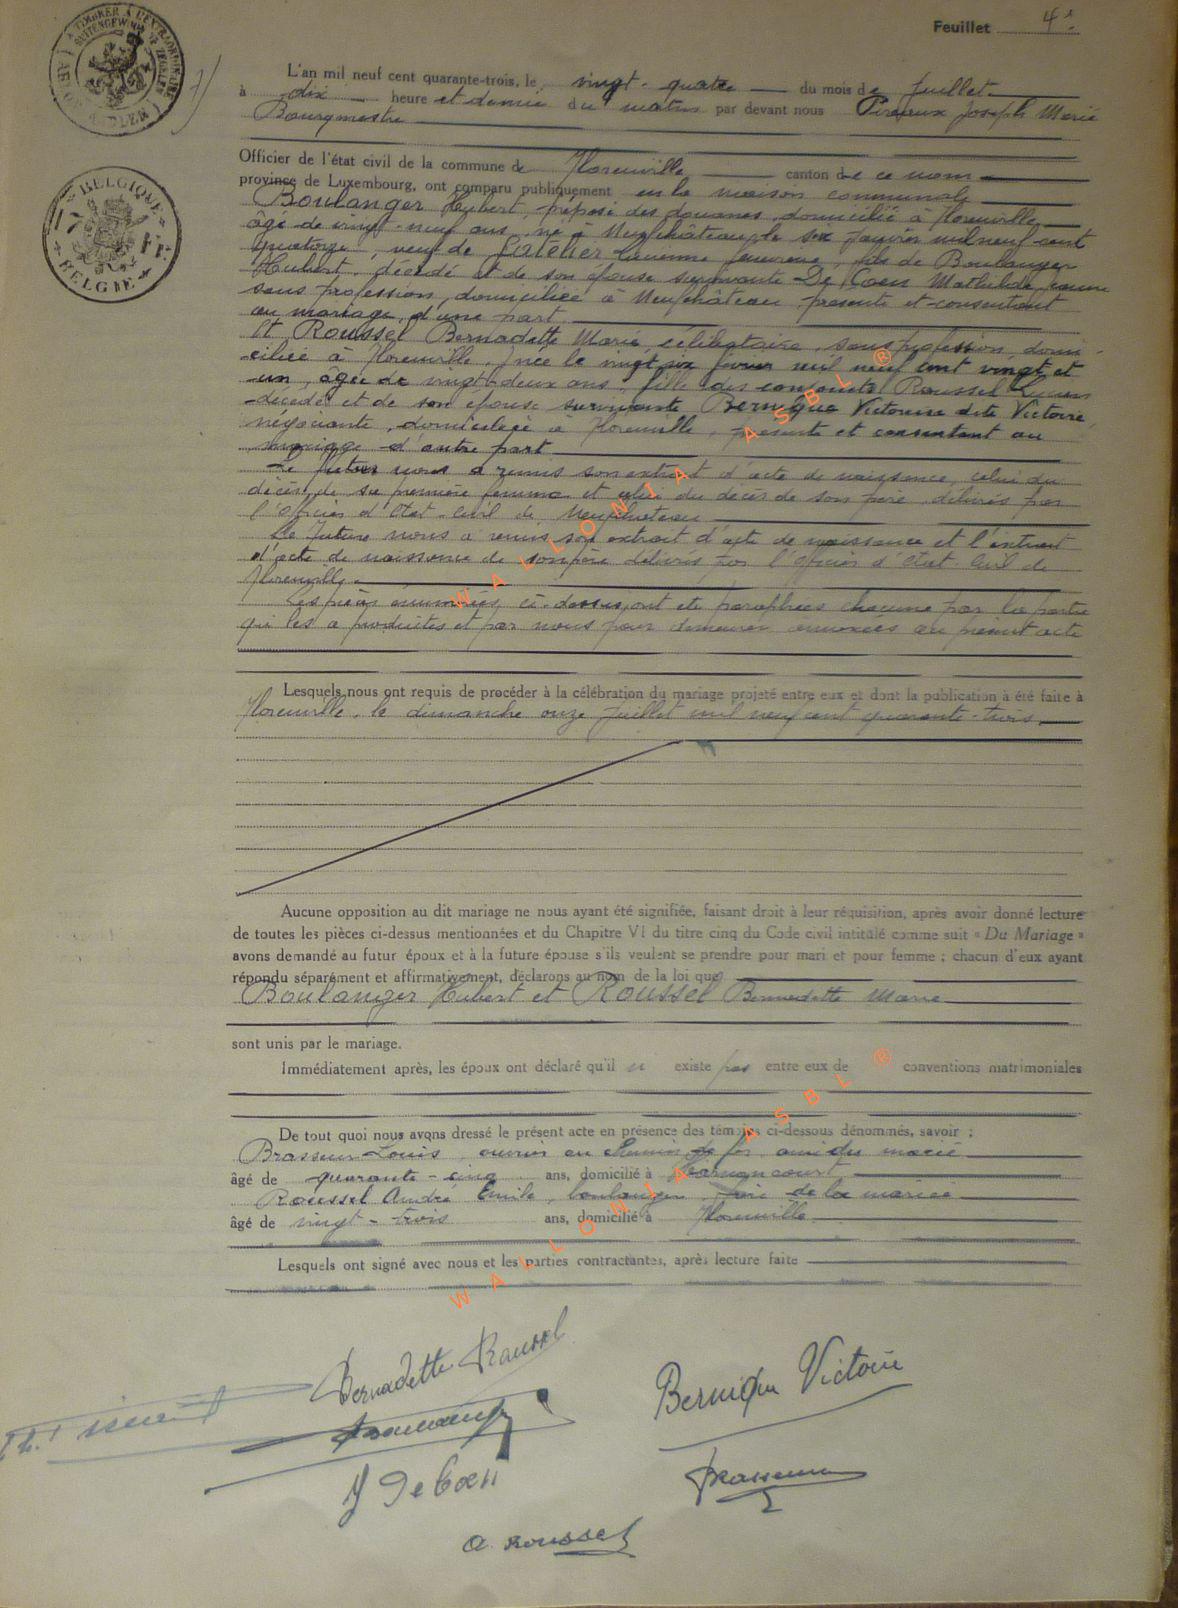 Feuillet 4e
A TIMBRER A L'EXTRAORDINAIRE
BUITENGEWOON TE ZEGELEN
ARLON
BELGIQUE
BELGIE
L'an mil neuf cent quarante-trois, le vingt-quatre du mois de Juillet
à dix heure et demie du matin par devant nous Pireaux Joseph Marie
Bourgmestre
Officier de l'état civil de la commune de Florenville canton de ce nom
province de Luxembourg, ont comparu publiquement en la maison communale
Boulanger Hubert, préposé des douanes, domicilié à Florenville
âgé de vingt-neuf ans, né à Neufchâteau, le six janvier mil neuf cent
quatorze, veuf de Latelier Lucienne, fils de Boulanger
Hubert, décédé et de son épouse survivante De Coen Mathilde Jeanne
sans profession, domiciliée à Neufchâteau, présente et consentant
au mariage, d'une part
Et Roussel Bernadette Marie, célibataire, sans profession, domi-
-ciliée à Florenville, née le vingt six février mil neuf cent vingt et
-un, âgée de vingt-deux ans, fille des conjoints Roussel Lucien
-décédé et de son épouse survivante Bernique Victorine dite Victoire,
négociante, domiciliée à Florenville, présente et consentant au
mariage d'autre part
Le futur nous a remis son extrait d'acte de naissance, celui du
décès de sa première femme et celui du décès de son père, délivrés par
l'Officier d'Etat-Civil de Neufchateau
La Future nous a remis son extrait d'acte de naissance et l'extrait
d'acte de naissance de son père délivrés par l'Officier d'Etat-Civil de
Florenville
Les pièces énumérées ci-dessus, ont été paraphées chacune par la partie
qui les a produites et par nous pour demeurer annexées au présent acte
Lesquels nous ont requis de procéder à la célébration du mariage projeté entre eux et dont la publication a été faite à
Florenville, le dimanche onze Juillet mil neuf cent quarante-trois
Aucune opposition au dit mariage ne nous ayant été signifiée, faisant droit à leur réquisition, après avoir donné lecture
de toutes les pièces ci-dessus mentionnées et du Chapitre VI du titre cinq du Code civil intitulé comme suit « Du Mariage »
avons demandé au futur époux et à la future épouse s'ils veulent se prendre pour mari et pour femme ; chacun d'eux ayant
répondu séparément et affirmativement, déclarons au nom de la loi que
Boulanger Hubert et Roussel Bernadette Marie
sont unis par le mariage.
Immédiatement après, les époux ont déclaré qu'il n' existe pas entre eux de conventions matrimoniales
De tout quoi nous avons dressé le présent acte en présence des témoins ci-dessous dénommés, savoir :
Brasseur Louis, ouvrier au chemin de fer, ami du marié
âgé de quarante-cinq ans, domicilié à
Roussel André Emile, boulanger, frère de la mariée
âgé de vingt-trois ans, domicilié à Florenville
Lesquels ont signé avec nous et les parties contractantes, après lecture faite
Bernadette Roussel
Bernique Victoire
De Coen
Brasseur
A. Roussel
WALLONIA ASBL ®
WALLONIA ASBL ®